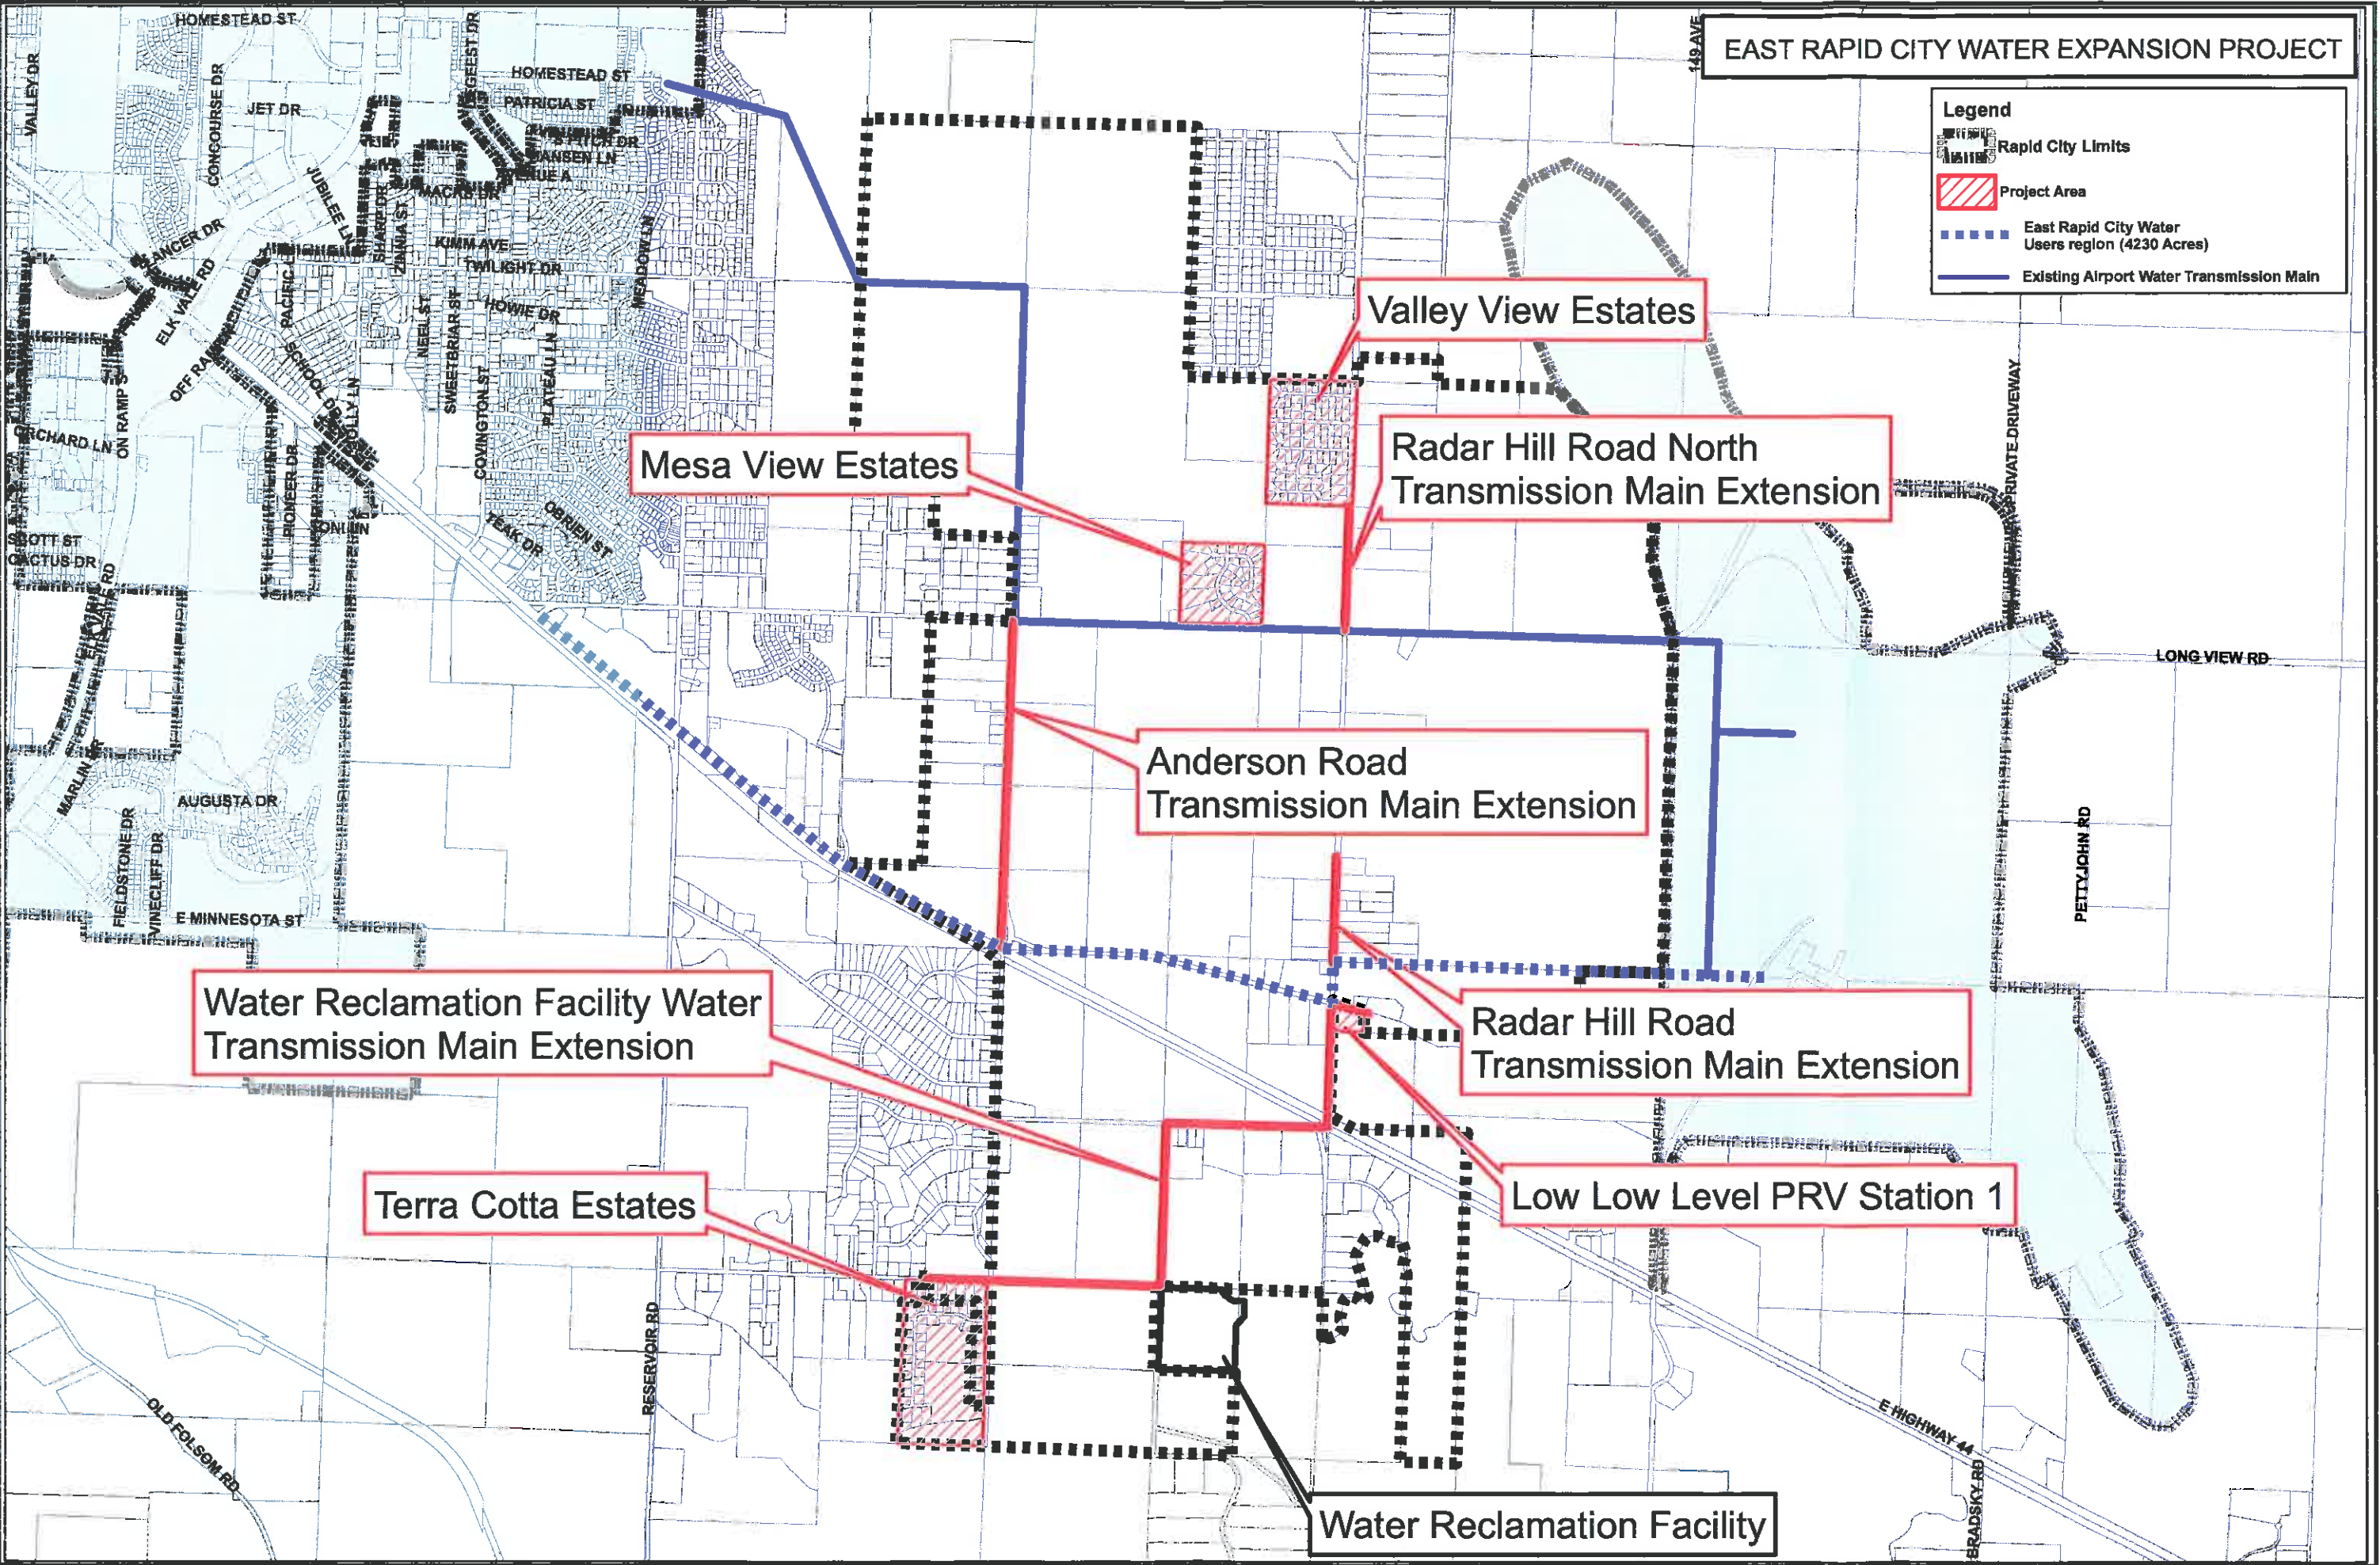 HOMESTEAD ST
149 AVE
EAST RAPID CITY WATER EXPANSION PROJECT
VALLEY DR
CONCOURSE DR
HOMESTEAD ST
JET DR
PATRICIA ST
Legend
Rapid City Limits
Project Area
East Rapid City Water
Users region (4230 Acres)
Existing Airport Water Transmission Main
JUBILEE LN
SHARP DR
ZINNIA ST
MEADOW LN
LANCER DR
KIMM AVE
TWILIGHT DR
ELK VALE RD
PACIFIC
HOWIE DR
NEEL ST
SWEETBRIAR ST
COVINGTON ST
PLATEAU LN
SCHOOL DR
Valley View Estates
ORCHARD LN
ON RAMP S
PIONEER DR
PRIVATE DRIVEWAY
Mesa View Estates
Radar Hill Road North
Transmission Main Extension
OBRIEN ST
TEAK DR
SCOTT ST
CACTUS DR
LONG VIEW RD
MARLIN DR
AUGUSTA DR
FIELDSTONE DR
VINECLIFF DR
Anderson Road
Transmission Main Extension
PETTYJOHN RD
E MINNESOTA ST
Water Reclamation Facility Water
Transmission Main Extension
Radar Hill Road
Transmission Main Extension
Terra Cotta Estates
Low Low Level PRV Station 1
RESERVOIR RD
OLD FOLSOM RD
E HIGHWAY 44
BRADSKY RD
Water Reclamation Facility